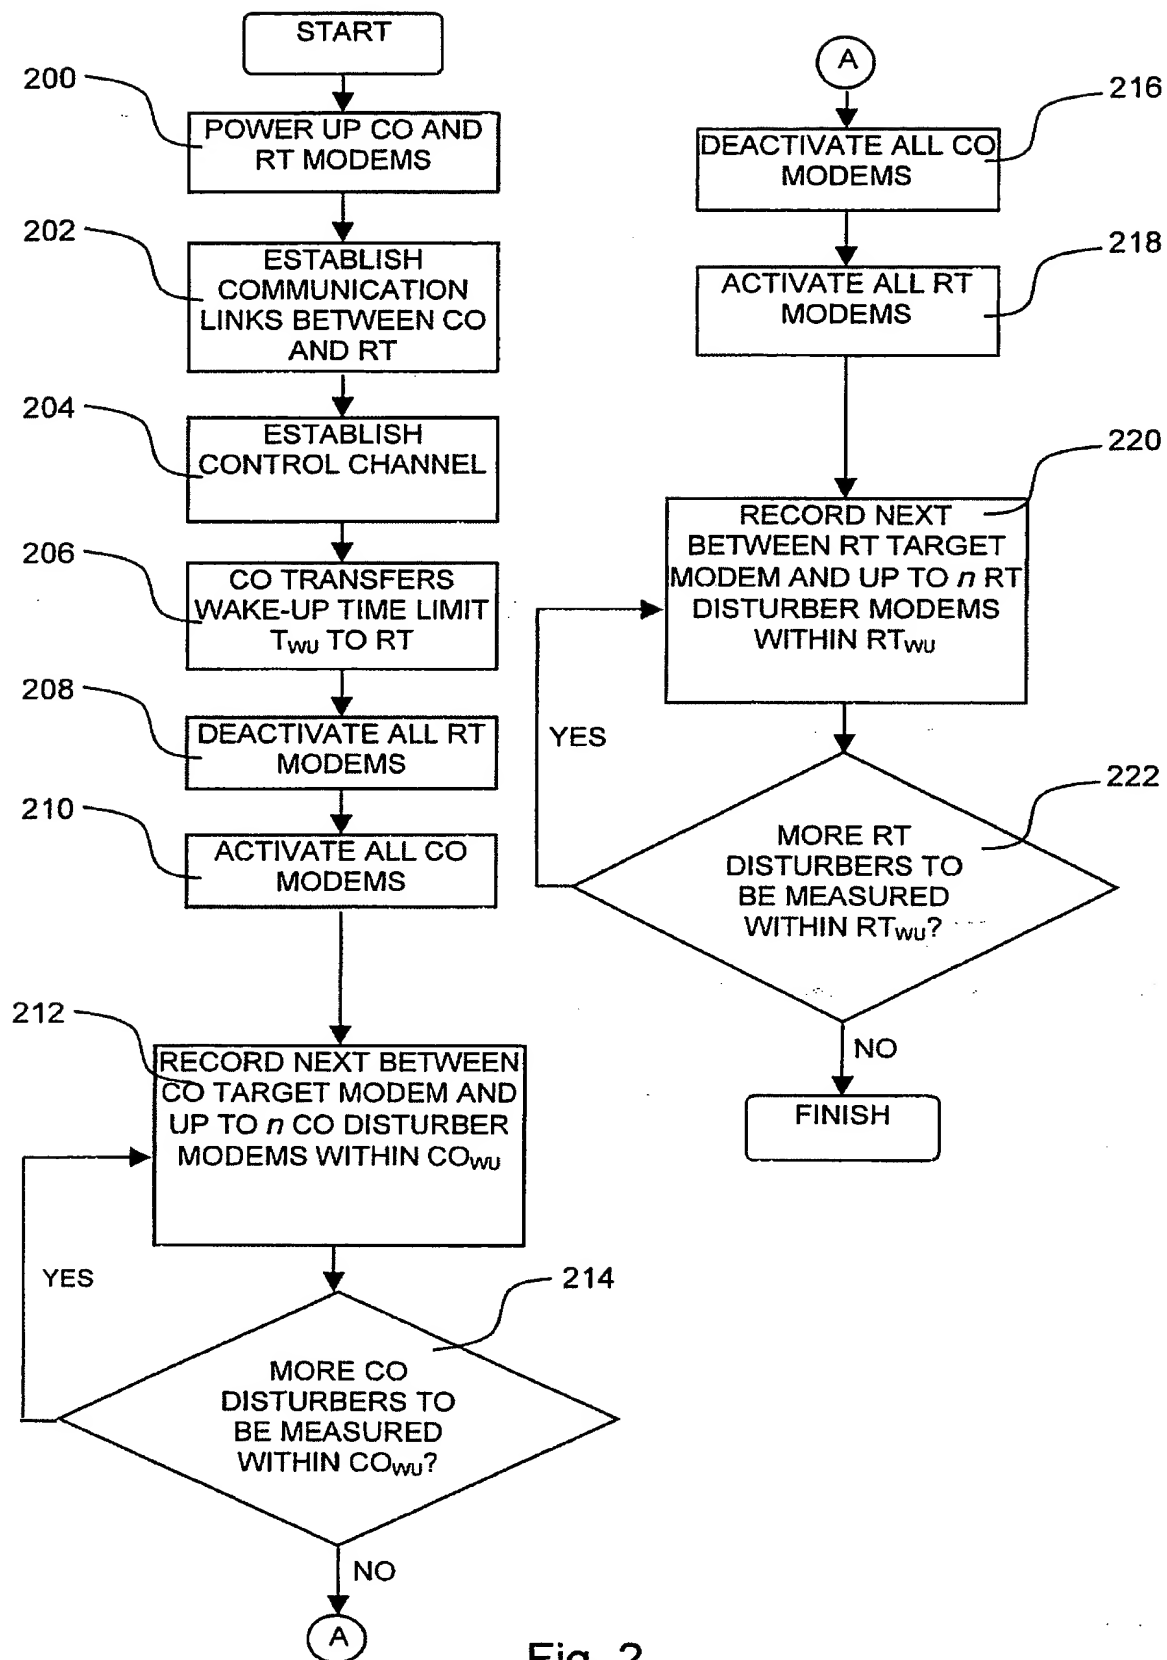 START
200
POWER UP CO AND
RT MODEMS
202
ESTABLISH
COMMUNICATION
LINKS BETWEEN CO
AND RT
204
ESTABLISH
CONTROL CHANNEL
206
CO TRANSFERS
WAKE-UP TIME LIMIT
TWU TO RT
208
DEACTIVATE ALL RT
MODEMS
210
ACTIVATE ALL CO
MODEMS
212
RECORD NEXT BETWEEN
CO TARGET MODEM AND
UP TO n CO DISTURBER
MODEMS WITHIN COWU
YES
214
MORE CO
DISTURBERS TO
BE MEASURED
WITHIN COWU?
NO
A
A
216
DEACTIVATE ALL CO
MODEMS
218
ACTIVATE ALL RT
MODEMS
220
RECORD NEXT
BETWEEN RT TARGET
MODEM AND UP TO n RT
DISTURBER MODEMS
WITHIN RTWU
YES
222
MORE RT
DISTURBERS TO
BE MEASURED
WITHIN RTWU?
NO
FINISH
Fig. 2